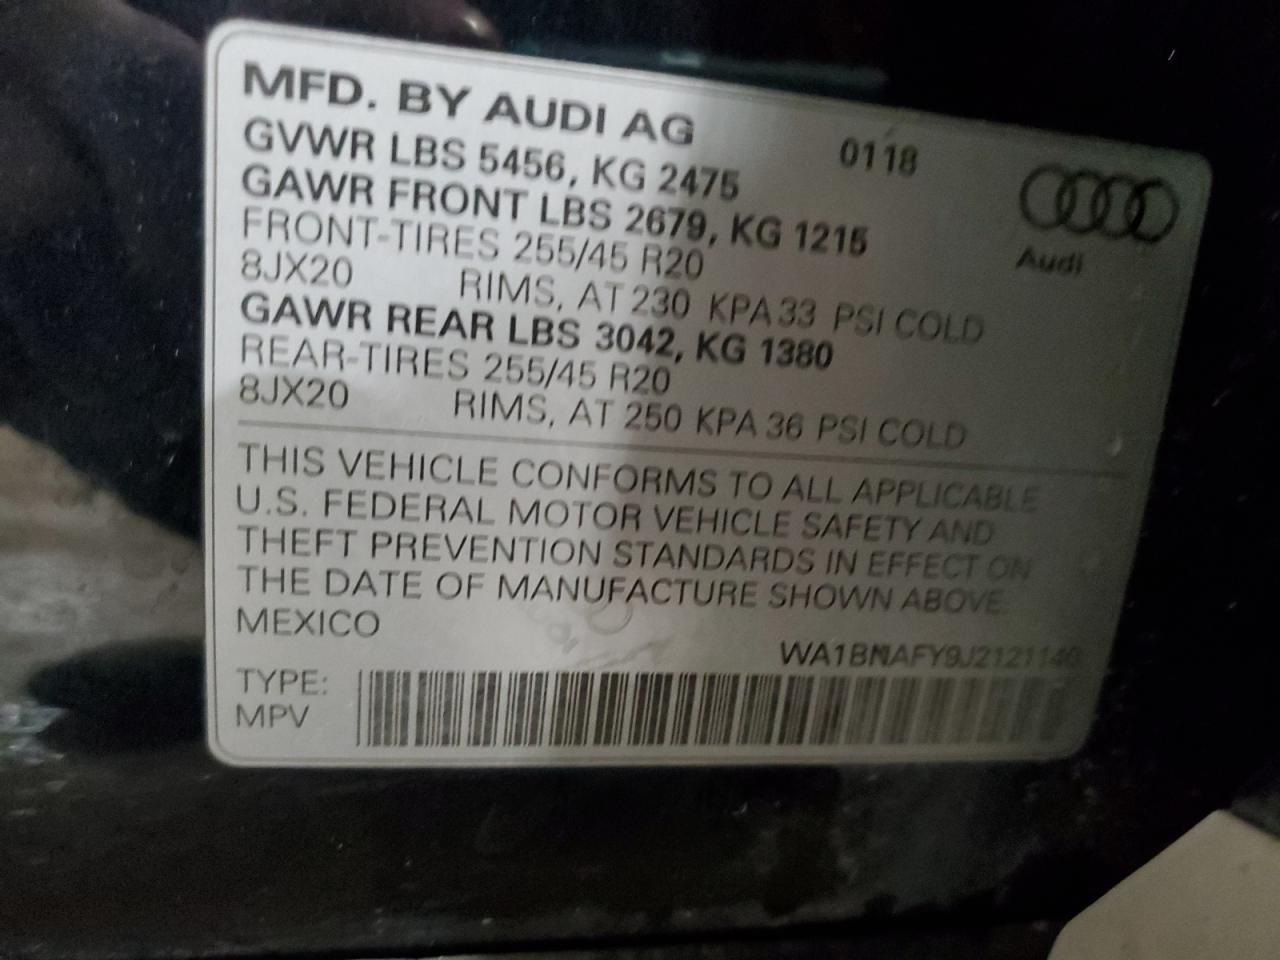 MFD. BY AUDI AG 0118
GVWR LBS 5456, KG 2475
GAWR FRONT LBS 2679, KG 1215
FRONT-TIRES 255/45 R20
8JX20 RIMS, AT 230 KPA 33 PSI COLD
GAWR REAR LBS 3042, KG 1380
REAR-TIRES 255/45 R20
8JX20 RIMS, AT 250 KPA 36 PSI COLD
Audi
THIS VEHICLE CONFORMS TO ALL APPLICABLE
U.S. FEDERAL MOTOR VEHICLE SAFETY AND
THEFT PREVENTION STANDARDS IN EFFECT ON
THE DATE OF MANUFACTURE SHOWN ABOVE.
MEXICO
WA1BNAFY9J2121140
TYPE:
MPV